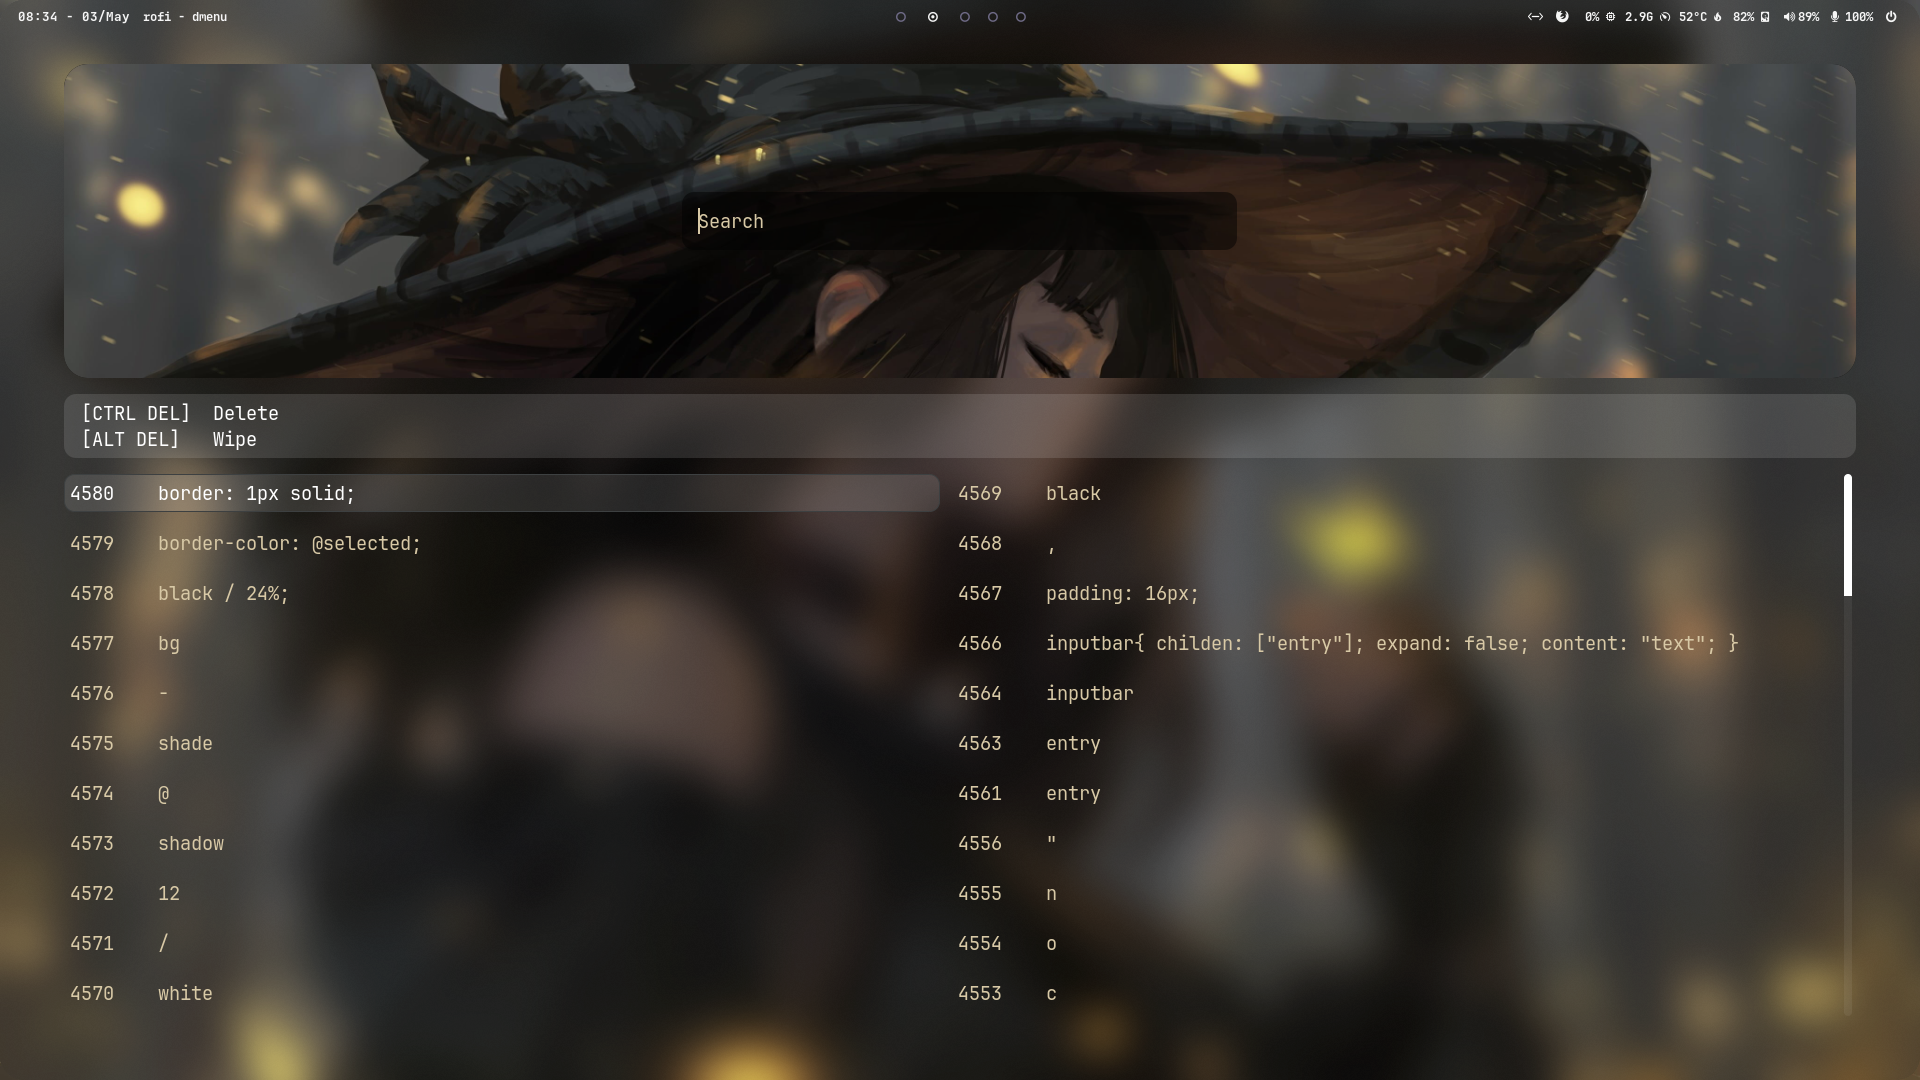 08:34 - 03/May rofi - dmenu
0% 2.9G 52°C 82% 89% 100%
Search
[CTRL DEL] Delete
[ALT DEL] Wipe
4580 border: 1px solid;
4579 border-color: @selected;
4578 black / 24%;
4577 bg
4576 -
4575 shade
4574 @
4573 shadow
4572 12
4571 /
4570 white
4569 black
4568 ,
4567 padding: 16px;
4566 inputbar{ childen: ["entry"]; expand: false; content: "text"; }
4564 inputbar
4563 entry
4561 entry
4556 "
4555 n
4554 o
4553 c